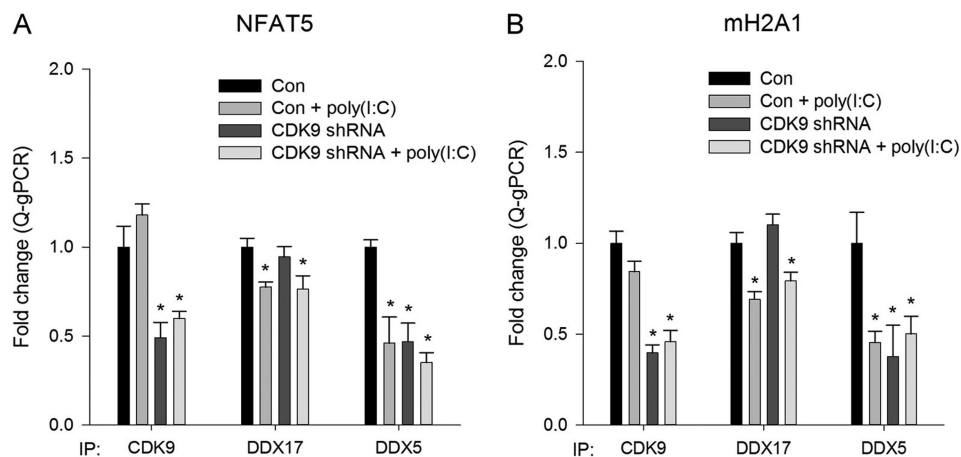 A NFAT5
2.0
1.5
1.0
0.5
0.0
Fold change (Q-gPCR)
Con
Con + poly(I:C)
CDK9 shRNA
CDK9 shRNA + poly(I:C)
* *
* *
* * *
IP: CDK9 DDX17 DDX5
B mH2A1
2.0
1.5
1.0
0.5
0.0
Fold change (Q-gPCR)
Con
Con + poly(I:C)
CDK9 shRNA
CDK9 shRNA + poly(I:C)
* *
* *
* * *
IP: CDK9 DDX17 DDX5